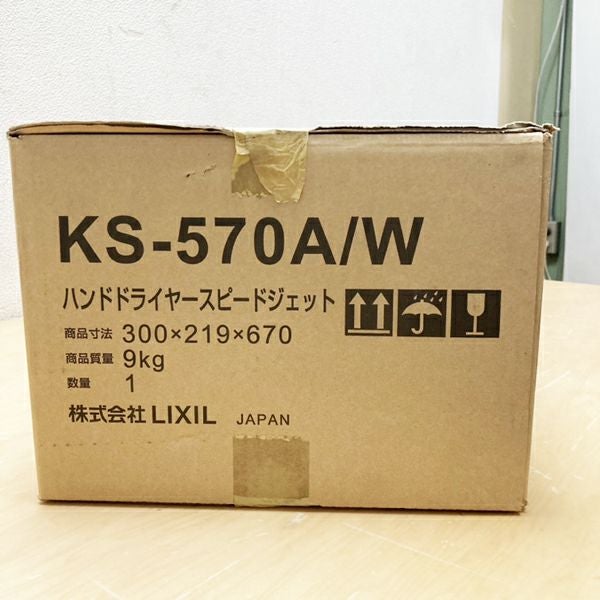 KS-570A/W
ハンドドライヤースピードジェット
商品寸法 300×219×670
商品質量 9kg
数量 1
株式会社 LIXIL JAPAN